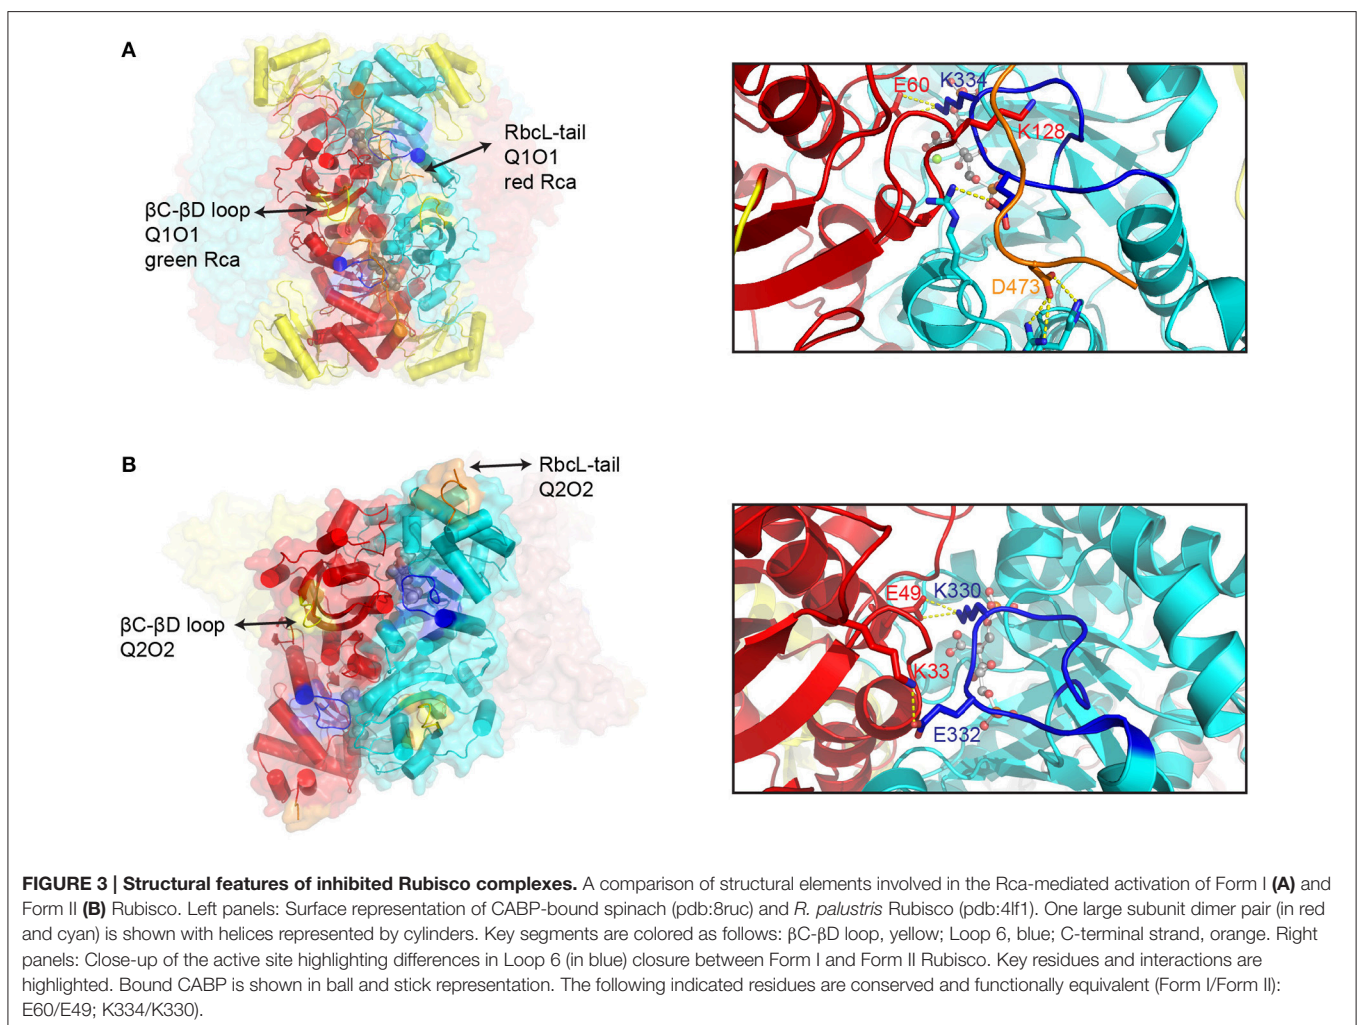 A
RbcL-tail
Q1O1
red Rca
βC-βD loop
Q1O1
green Rca
E60
K334
K128
D473
B
RbcL-tail
Q2O2
βC-βD loop
Q2O2
E49
K330
K33
E332
FIGURE 3 | Structural features of inhibited Rubisco complexes. A comparison of structural elements involved in the Rca-mediated activation of Form I (A) and
Form II (B) Rubisco. Left panels: Surface representation of CABP-bound spinach (pdb:8ruc) and R. palustris Rubisco (pdb:4lf1). One large subunit dimer pair (in red
and cyan) is shown with helices represented by cylinders. Key segments are colored as follows: βC-βD loop, yellow; Loop 6, blue; C-terminal strand, orange. Right
panels: Close-up of the active site highlighting differences in Loop 6 (in blue) closure between Form I and Form II Rubisco. Key residues and interactions are
highlighted. Bound CABP is shown in ball and stick representation. The following indicated residues are conserved and functionally equivalent (Form I/Form II):
E60/E49; K334/K330).